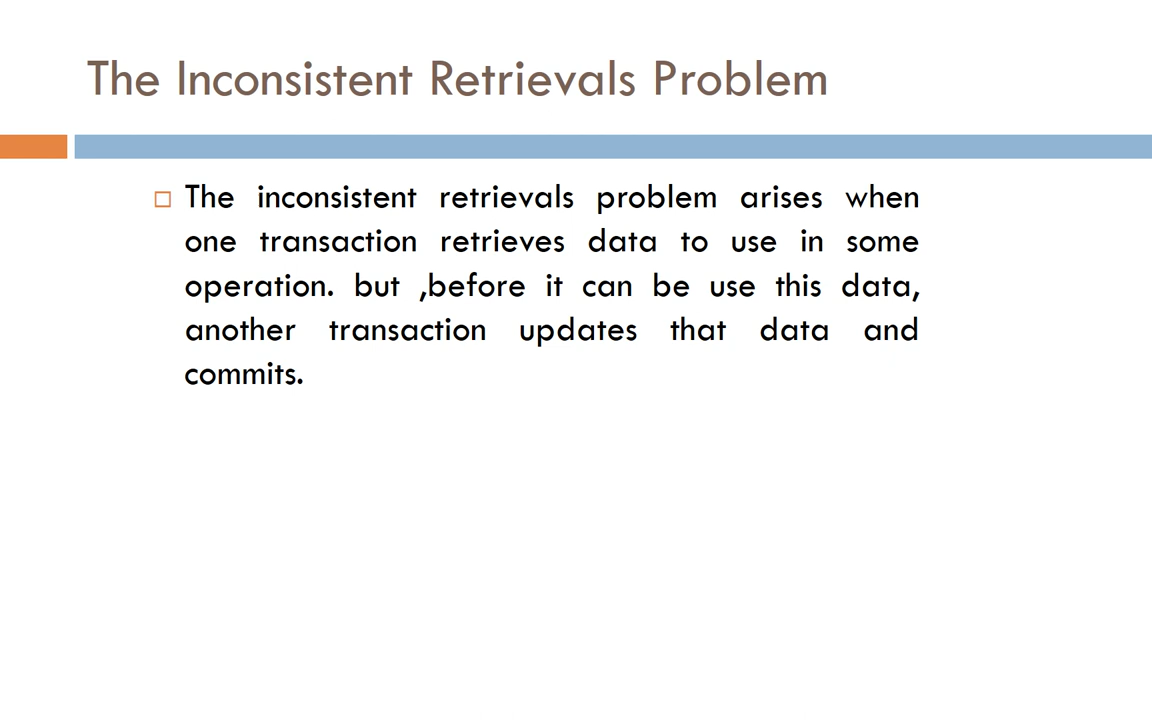 The Inconsistent Retrievals Problem
The inconsistent retrievals problem arises when
one transaction retrieves data to use in some
operation. but ,before it can be use this data,
another transaction updates that data and
commits.